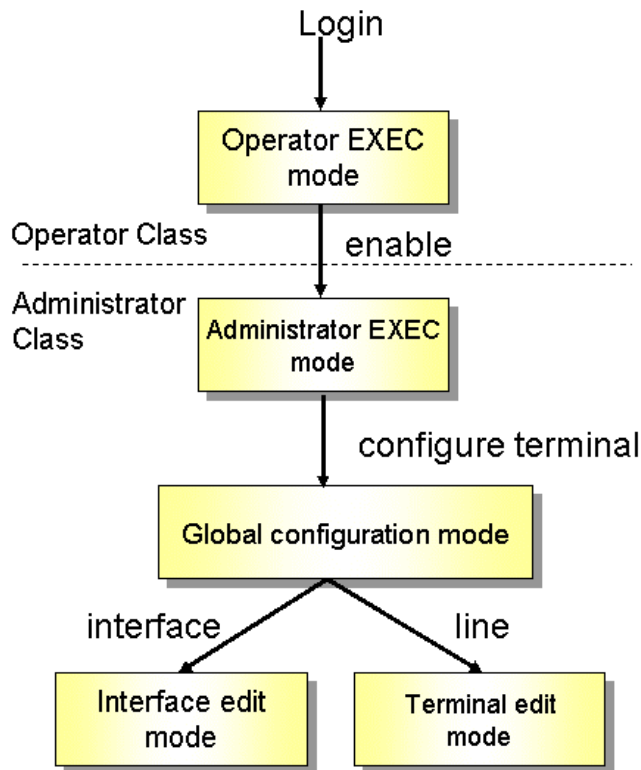 Login
Operator EXEC
mode
Operator Class
enable
Administrator
Class
Administrator EXEC
mode
configure terminal
Global configuration mode
interface
line
Interface edit
mode
Terminal edit
mode